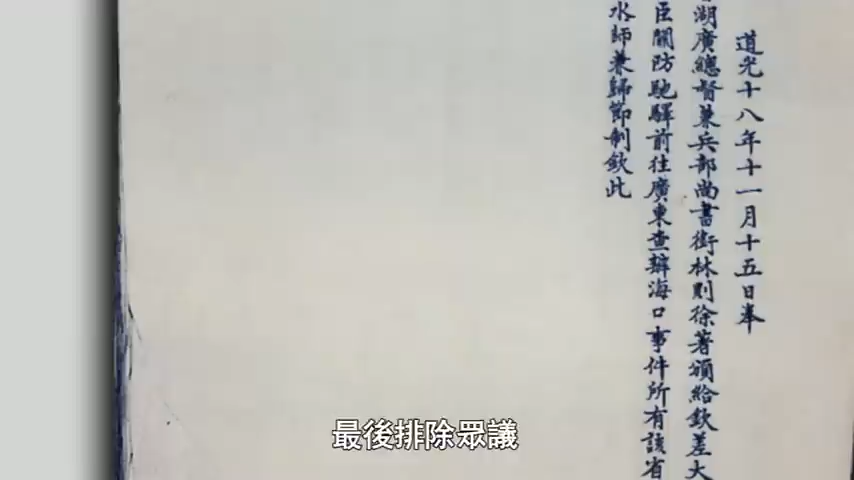 道光十八年十一月十五日奉
湖廣總督兼兵部尚書銜林則徐著頒給欽差大
臣關防馳驛前往廣東查辦海口事件所有該省
水師兼歸節制欽此
最後排除眾議